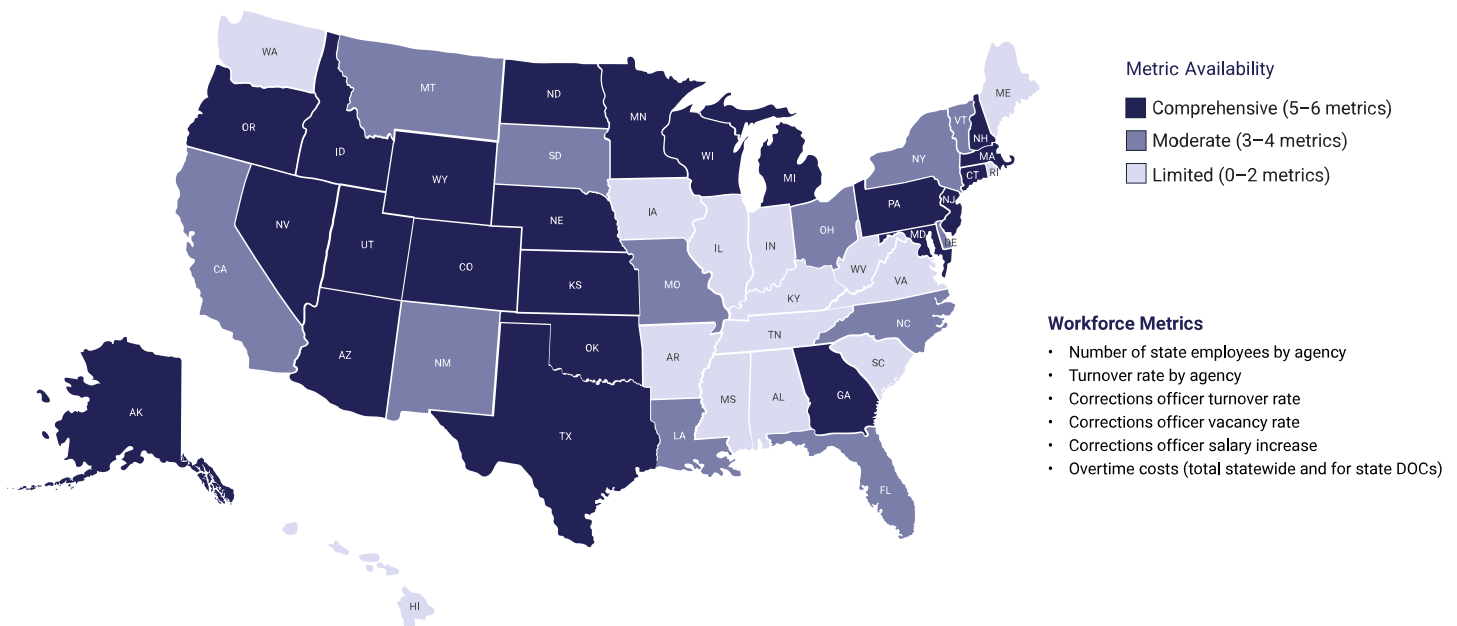 WA
MT
ND
MN
ME
VT
NH
OR
ID
SD
WI
NY
MA
WY
MI
CT
RI
NV
NE
IA
PA
NJ
UT
CO
IL
IN
OH
MD
DE
CA
KS
MO
WV
VA
KY
AZ
NM
OK
AR
TN
NC
SC
MS
AL
GA
AK
TX
LA
FL
HI
Metric Availability
Comprehensive (5–6 metrics)
Moderate (3–4 metrics)
Limited (0–2 metrics)
Workforce Metrics
• Number of state employees by agency
• Turnover rate by agency
• Corrections officer turnover rate
• Corrections officer vacancy rate
• Corrections officer salary increase
• Overtime costs (total statewide and for state DOCs)